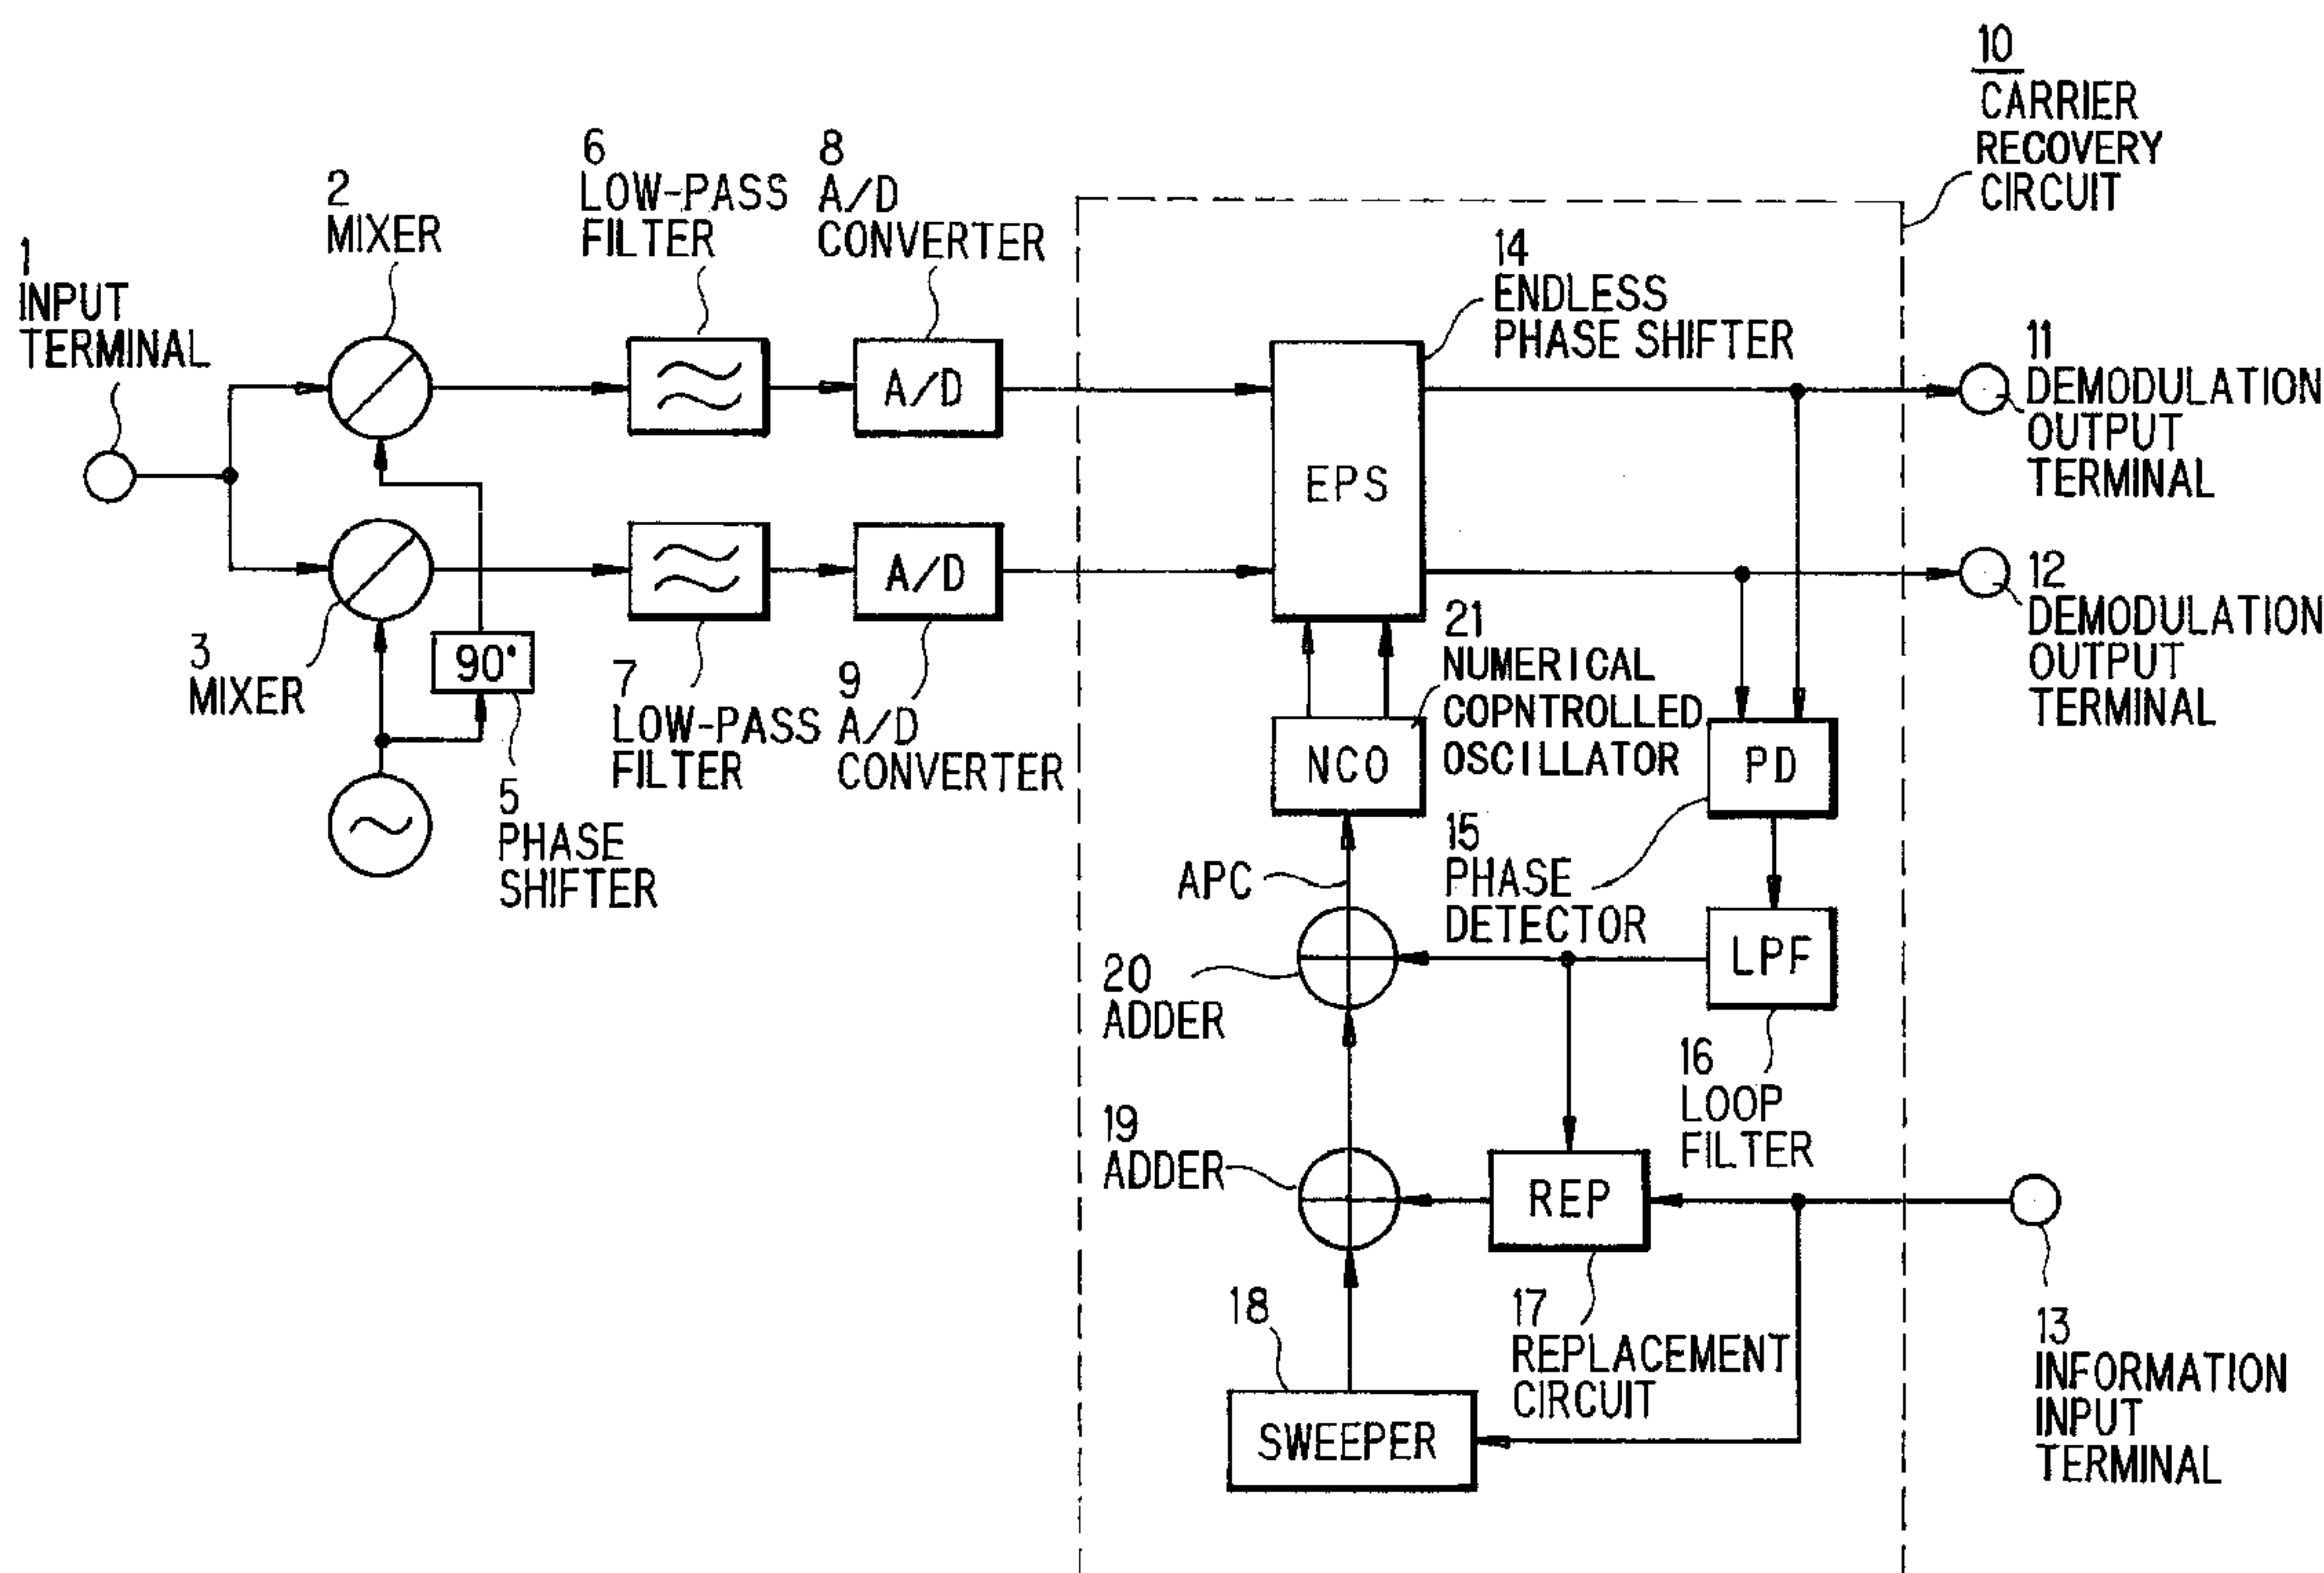 10
CARRIER
RECOVERY
CIRCUIT
6
LOW-PASS
FILTER
8
A/D
CONVERTER
2
MIXER
1
INPUT
TERMINAL
14
ENDLESS
PHASE SHIFTER
11
DEMODULATION
OUTPUT
TERMINAL
A/D
EPS
12
DEMODULATION
OUTPUT
TERMINAL
A/D
3
MIXER
90°
7
LOW-PASS
FILTER
9
A/D
CONVERTER
21
NUMERICAL
COPNTROLLED
OSCILLATOR
NCO
PD
5
PHASE
SHIFTER
APC
15
PHASE
DETECTOR
LPF
20
ADDER
16
LOOP
FILTER
19
ADDER
REP
18
17
REPLACEMENT
CIRCUIT
13
INFORMATION
INPUT
TERMINAL
SWEEPER